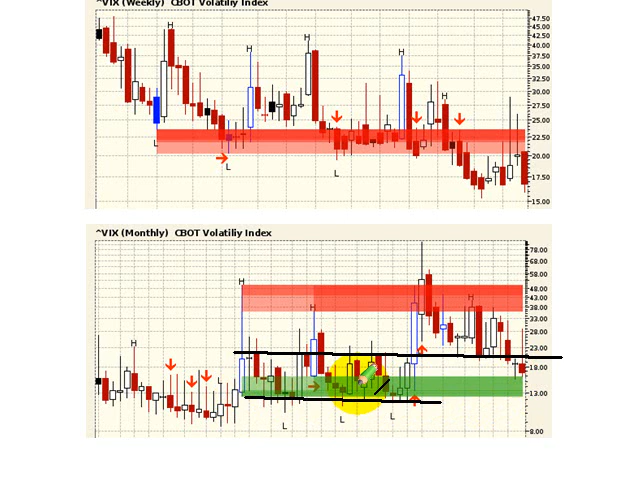 ^VIX (Weekly) CBOT Volatiliy Index
47.50
H
45.00
42.50
H
40.00
H
H
37.50
35.00
32.50
30.00
H
27.50
25.00
22.50
L
20.00
L
L
17.50
15.00
^VIX (Monthly) CBOT Volatiliy Index
78.00
68.00
58.00
H
48.00
H
43.00
H
38.00
33.00
28.00
H
23.00
18.00
L
13.00
L
L
L
8.00